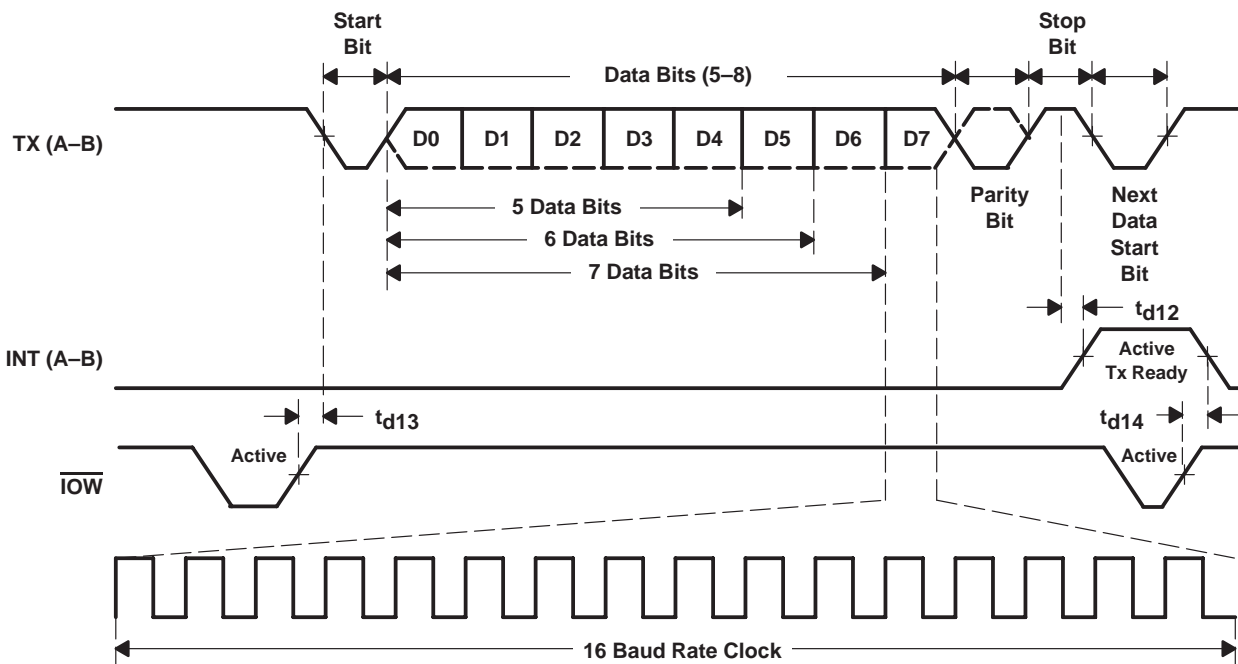 Start
Bit
Stop
Bit
Data Bits (5–8)
TX (A–B)
D0 D1 D2 D3 D4 D5 D6 D7
5 Data Bits
6 Data Bits
7 Data Bits
Parity
Bit
Next
Data
Start
Bit
td12
INT (A–B)
Active
Tx Ready
td13
td14
IOW
Active
Active
16 Baud Rate Clock